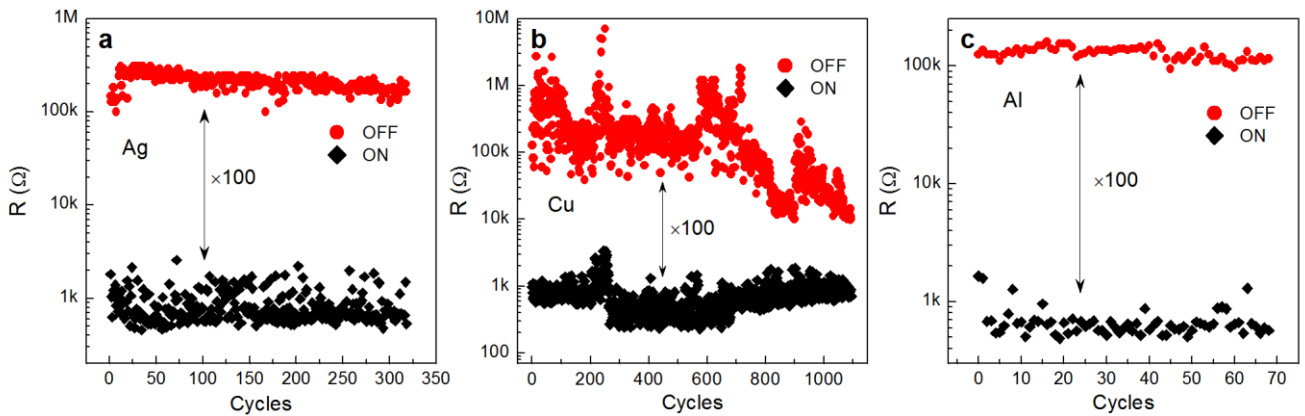 a
1M
100k
10k
1k
R (Ω)
OFF
ON
Ag
×100
0 50 100 150 200 250 300 350
Cycles
b
10M
1M
100k
10k
1k
100
R (Ω)
OFF
ON
Cu
×100
0 200 400 600 800 1000
Cycles
c
100k
10k
1k
R (Ω)
OFF
ON
Al
×100
0 10 20 30 40 50 60 70
Cycles